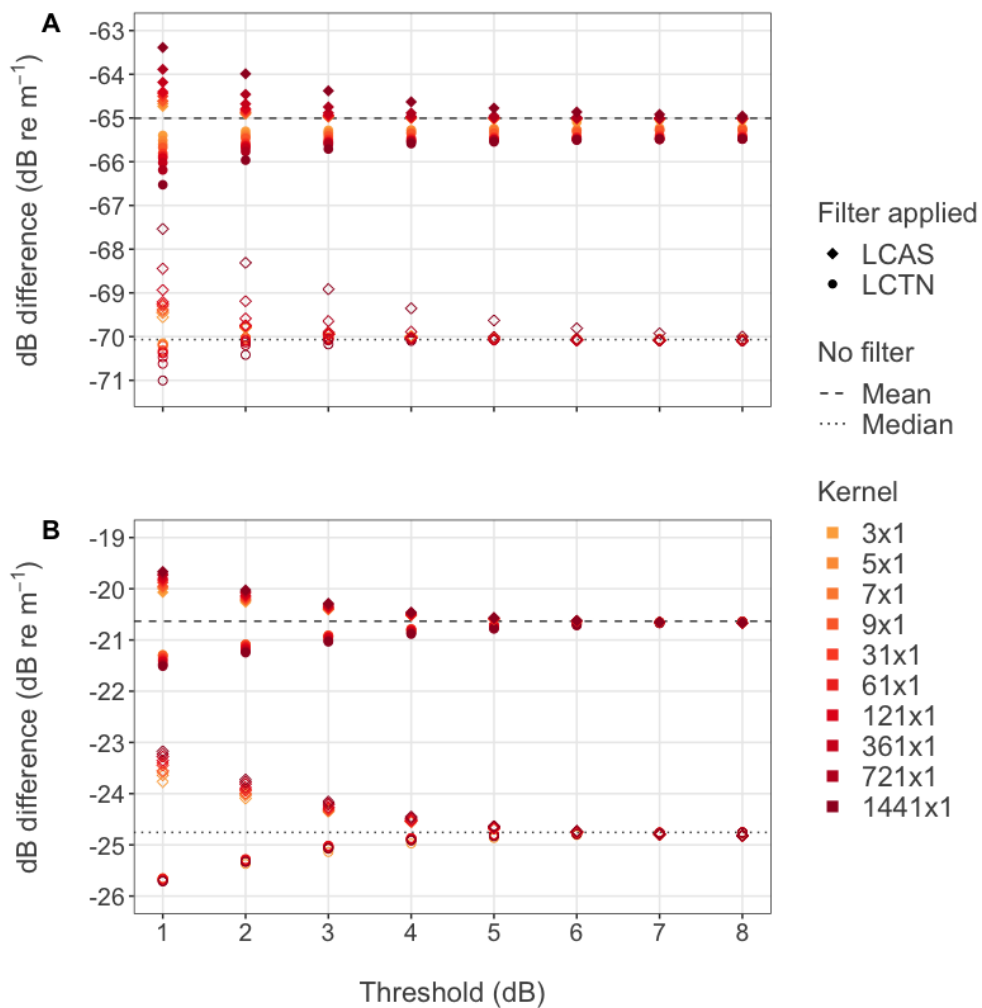 A
dB difference (dB re m⁻¹)
-63
-64
-65
-66
-67
-68
-69
-70
-71
B
dB difference (dB re m⁻¹)
-19
-20
-21
-22
-23
-24
-25
-26
1 2 3 4 5 6 7 8
Threshold (dB)
Filter applied
LCAS
LCTN
No filter
Mean
Median
Kernel
3x1
5x1
7x1
9x1
31x1
61x1
121x1
361x1
721x1
1441x1